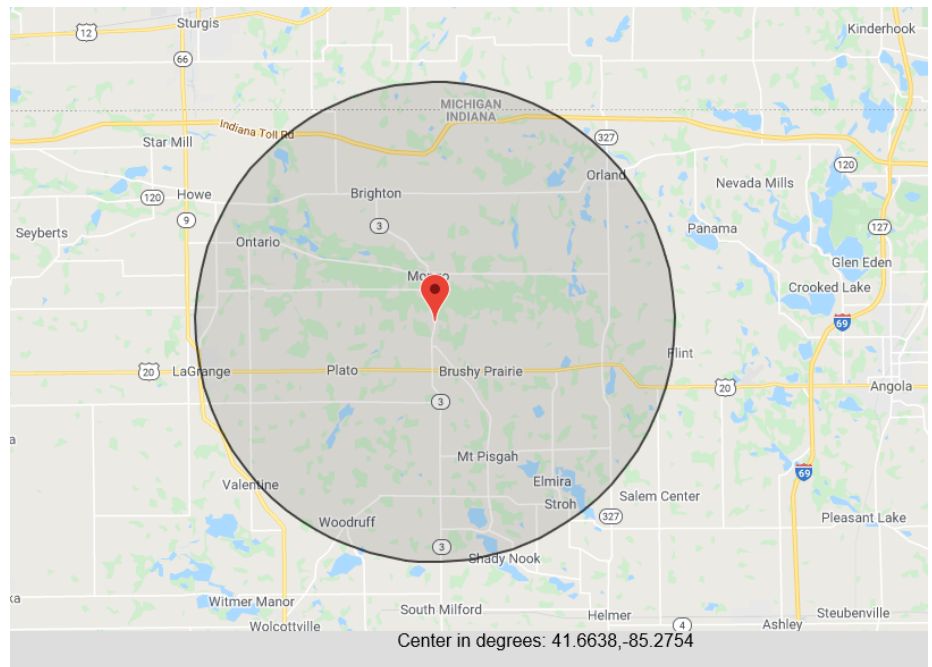 Sturgis
12
Kinderhook
66
MICHIGAN
INDIANA
Indiana Toll Rd
Star Mill
327
120
Orland
Nevada Mills
120
Howe
Brighton
9
3
127
Seyberts
Ontario
Panama
Glen Eden
Mongo
Crooked Lake
69
Flint
20
LaGrange
Plato
Brushy Prairie
20
Angola
3
a
Mt Pisgah
69
Valentine
Elmira
Salem Center
Stroh
327
Pleasant Lake
Woodruff
3
Shady Nook
ka
Witmer Manor
South Milford
Helmer
Steubenville
Wolcottville
4
Ashley
Center in degrees: 41.6638,-85.2754